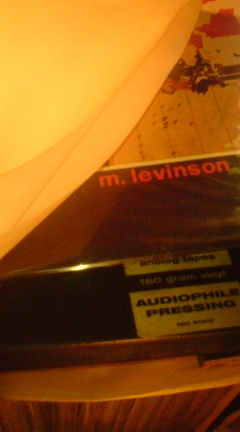 m. levinson
analog tapes
180 gram vinyl
AUDIOPHILE
PRESSING